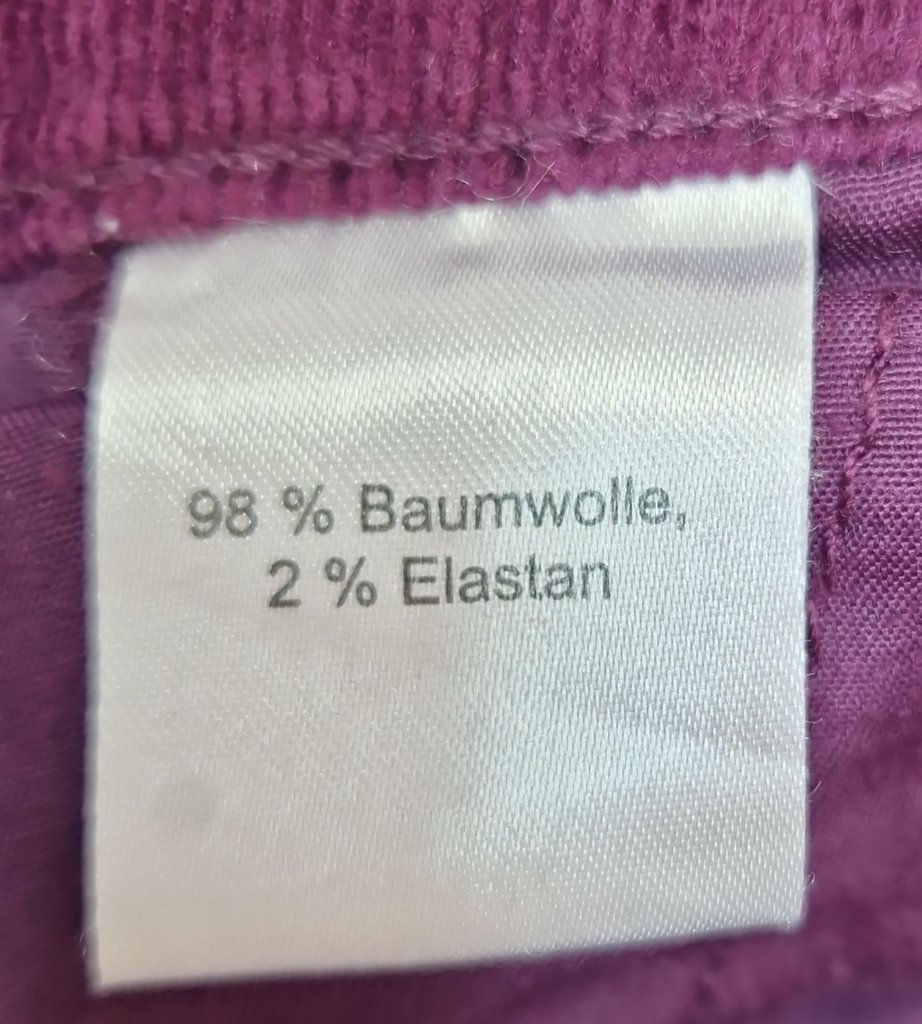 98 % Baumwolle,
2 % Elastan